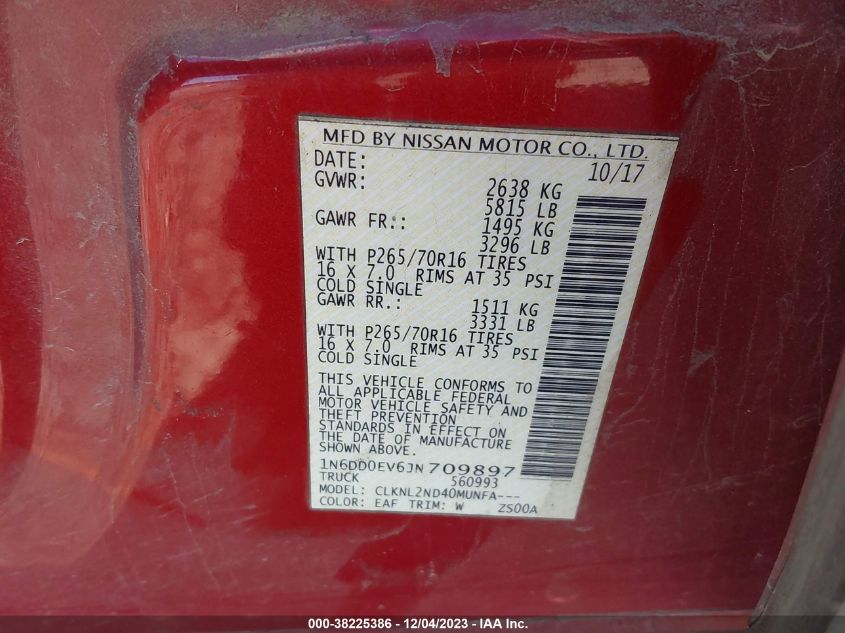 MFD BY NISSAN MOTOR CO., LTD.
DATE: 10/17
GVWR: 2638 KG
5815 LB
GAWR FR:: 1495 KG
3296 LB
WITH P265/70R16 TIRES
16 X 7.0 RIMS AT 35 PSI
COLD SINGLE
GAWR RR.: 1511 KG
3331 LB
WITH P265/70R16 TIRES
16 X 7.0 RIMS AT 35 PSI
COLD SINGLE
THIS VEHICLE CONFORMS TO
ALL APPLICABLE FEDERAL
MOTOR VEHICLE SAFETY AND
THEFT PREVENTION
STANDARDS IN EFFECT ON
THE DATE OF MANUFACTURE
SHOWN ABOVE.
1N6DD0EV6JN709897
TRUCK 560993
MODEL: CLKNL2ND40MUNFA---
COLOR: EAF TRIM: W ZS00A
000-38225386 - 12/04/2023 - IAA Inc.